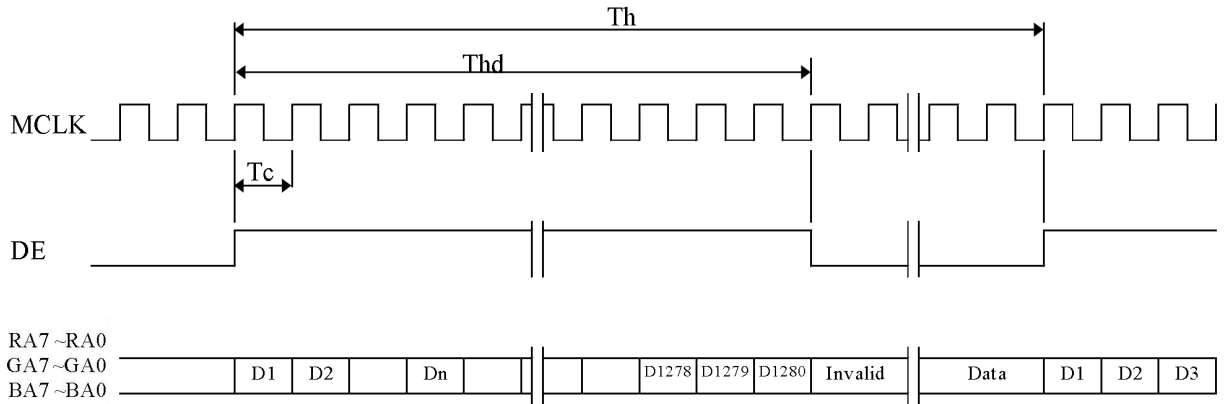 Th
Thd
MCLK
Tc
DE
RA7~RA0
GA7~GA0
BA7~BA0
D1 D2 Dn D1278 D1279 D1280 Invalid Data D1 D2 D3